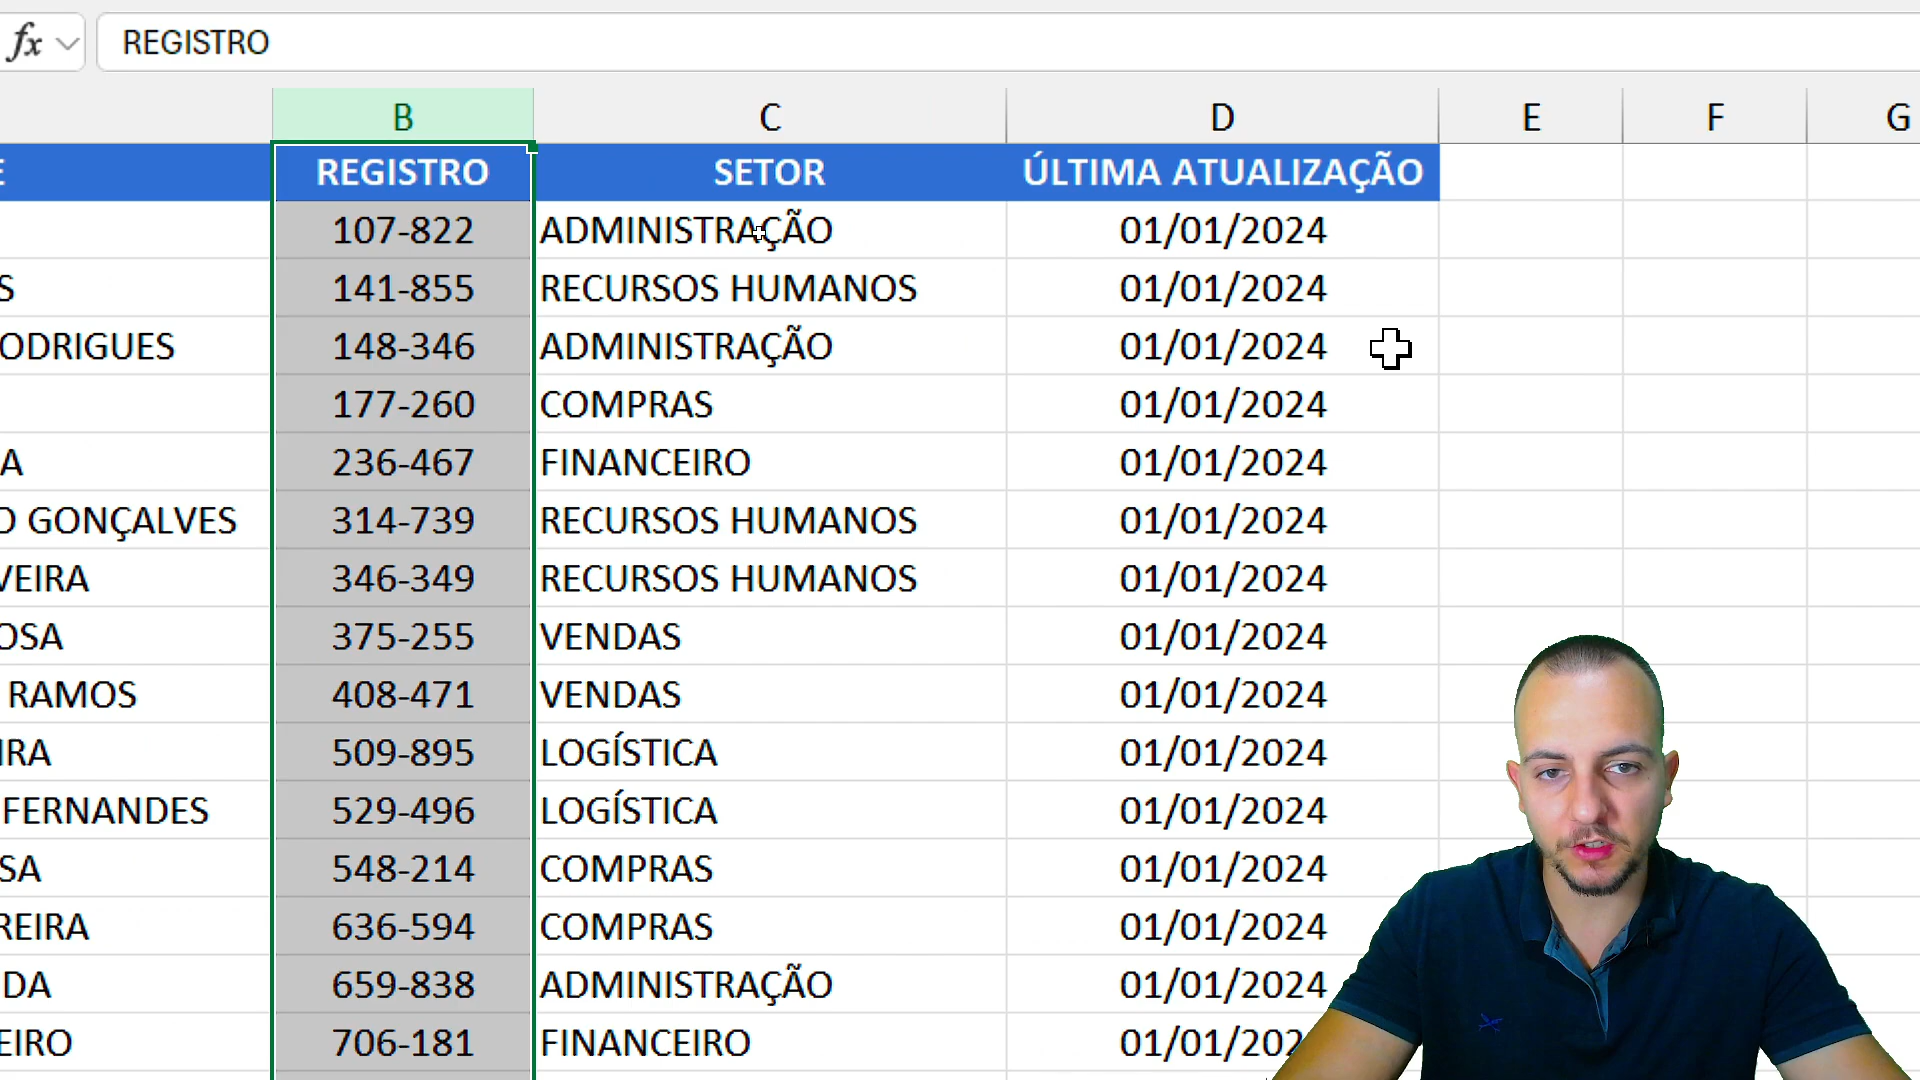 fx REGISTRO
B C D E F G
E REGISTRO SETOR ÚLTIMA ATUALIZAÇÃO
107-822 ADMINISTRAÇÃO 01/01/2024
S 141-855 RECURSOS HUMANOS 01/01/2024
ODRIGUES 148-346 ADMINISTRAÇÃO 01/01/2024
177-260 COMPRAS 01/01/2024
A 236-467 FINANCEIRO 01/01/2024
O GONÇALVES 314-739 RECURSOS HUMANOS 01/01/2024
VEIRA 346-349 RECURSOS HUMANOS 01/01/2024
OSA 375-255 VENDAS 01/01/2024
RAMOS 408-471 VENDAS 01/01/2024
IRA 509-895 LOGÍSTICA 01/01/2024
FERNANDES 529-496 LOGÍSTICA 01/01/2024
SA 548-214 COMPRAS 01/01/2024
REIRA 636-594 COMPRAS 01/01/2024
DA 659-838 ADMINISTRAÇÃO 01/01/2024
EIRO 706-181 FINANCEIRO 01/01/202